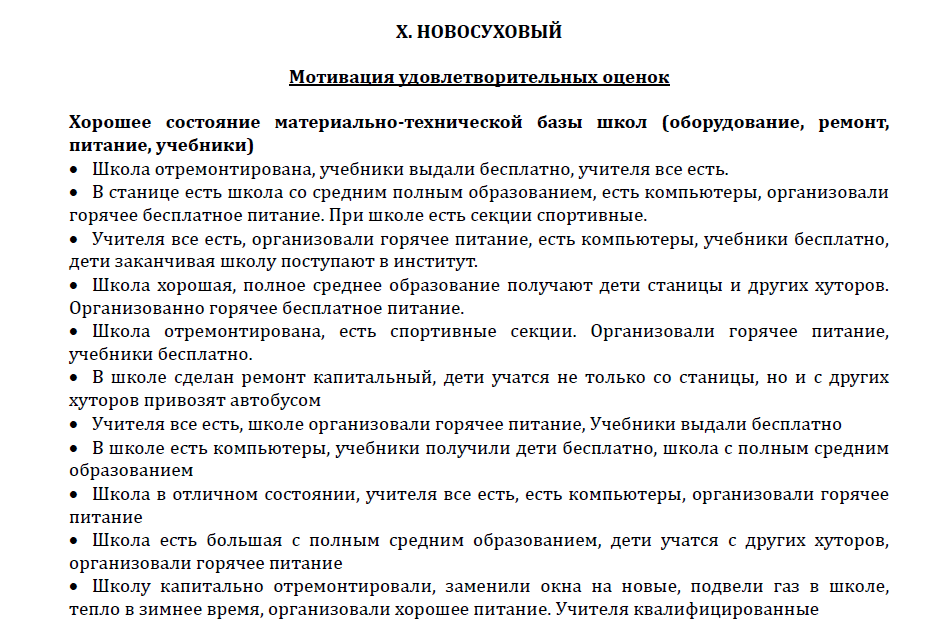 Х. НОВОСУХОВЫЙ
Мотивация удовлетворительных оценок
Хорошее состояние материально-технической базы школ (оборудование, ремонт,
питание, учебники)
• Школа отремонтирована, учебники выдали бесплатно, учителя все есть.
• В станице есть школа со средним полным образованием, есть компьютеры, организовали
горячее бесплатное питание. При школе есть секции спортивные.
• Учителя все есть, организовали горячее питание, есть компьютеры, учебники бесплатно,
дети заканчивая школу поступают в институт.
• Школа хорошая, полное среднее образование получают дети станицы и других хуторов.
Организованно горячее бесплатное питание.
• Школа отремонтирована, есть спортивные секции. Организовали горячее питание,
учебники бесплатно.
• В школе сделан ремонт капитальный, дети учатся не только со станицы, но и с других
хуторов привозят автобусом
• Учителя все есть, школе организовали горячее питание, Учебники выдали бесплатно
• В школе есть компьютеры, учебники получили дети бесплатно, школа с полным средним
образованием
• Школа в отличном состоянии, учителя все есть, есть компьютеры, организовали горячее
питание
• Школа есть большая с полным средним образованием, дети учатся с других хуторов,
организовали горячее питание
• Школу капитально отремонтировали, заменили окна на новые, подвели газ в школе,
тепло в зимнее время, организовали хорошее питание. Учителя квалифицированные